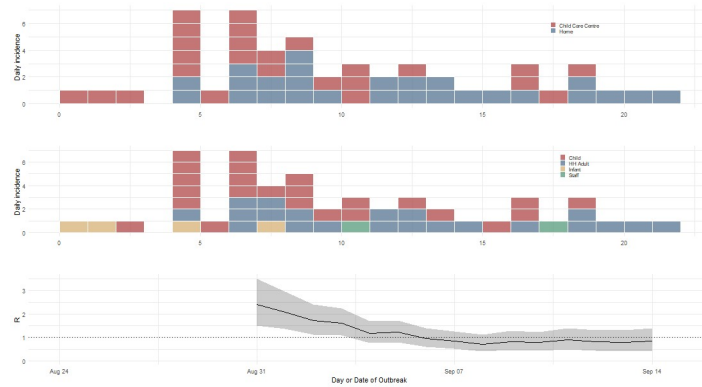 Daily incidence
6
4
2
0
Child Care Centre
Home
0 5 10 15 20
Daily incidence
6
4
2
0
Child
HH Adult
Infant
Staff
0 5 10 15 20
R
3
2
1
0
Aug 24 Aug 31 Sep 07 Sep 14
Day or Date of Outbreak